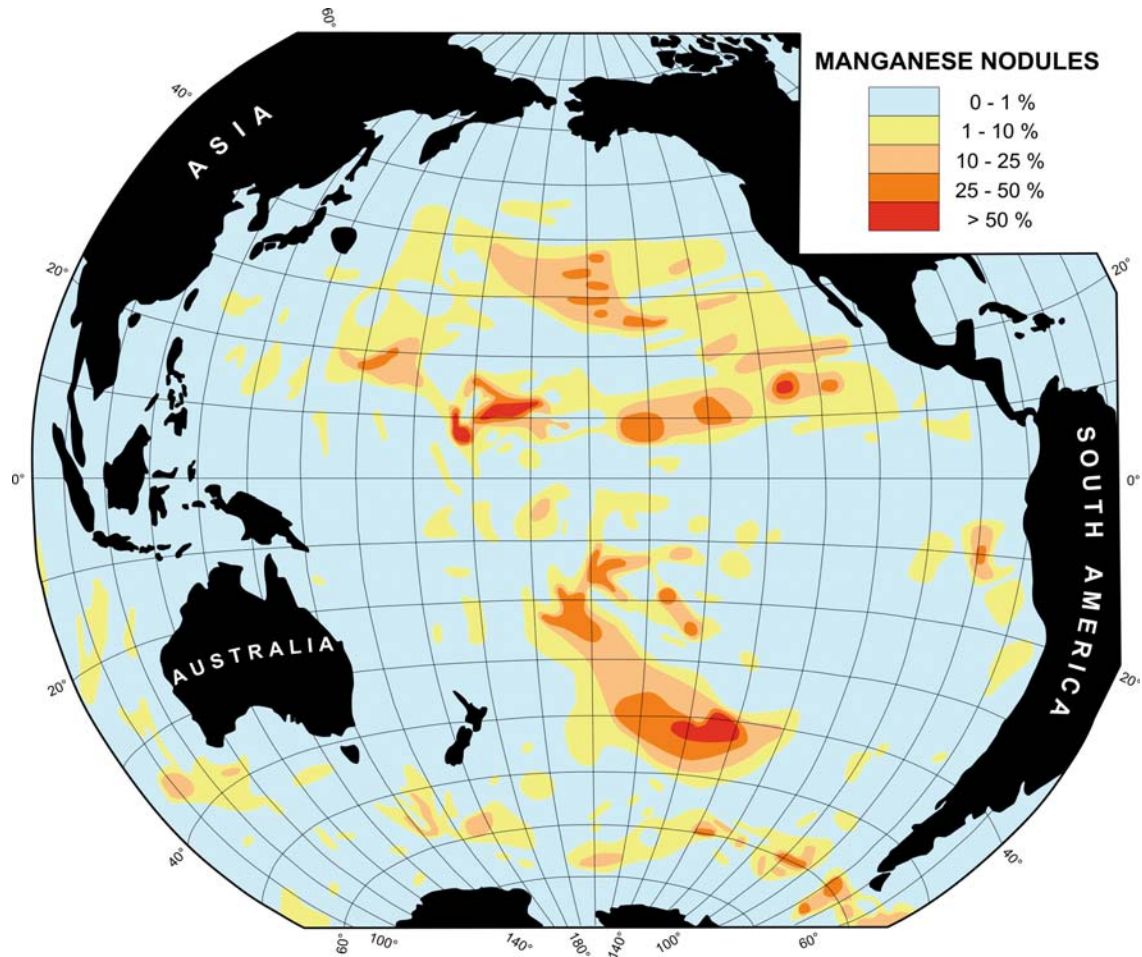 60°
MANGANESE NODULES
0 - 1 %
1 - 10 %
10 - 25 %
25 - 50 %
> 50 %
40°
ASIA
20°
20°
0°
0°
SOUTH AMERICA
AUSTRALIA
20°
20°
40°
40°
60° 100° 140° 180° 140° 100° 60°